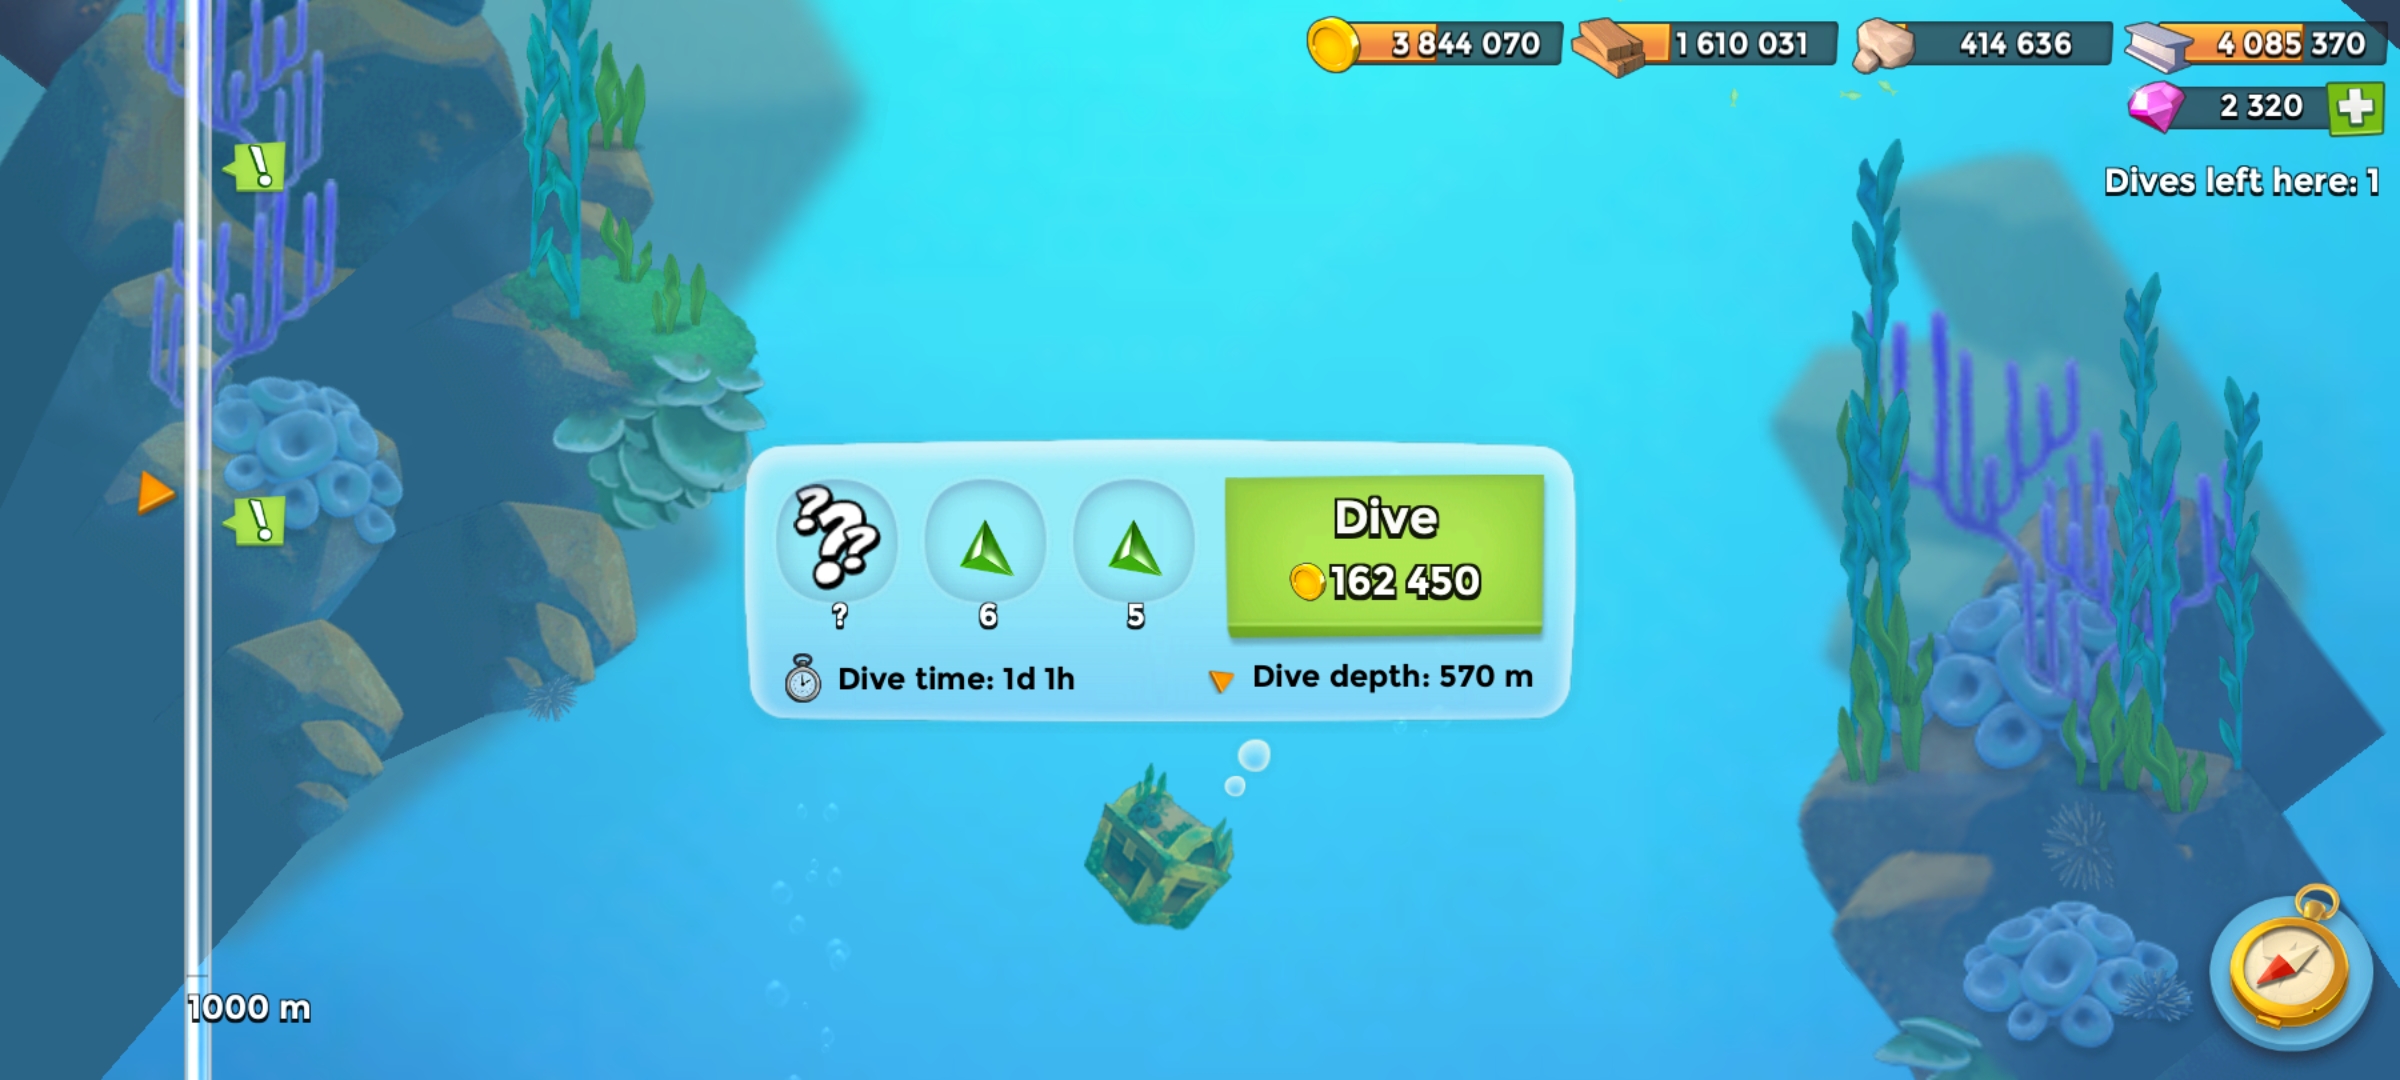 3 844 070
1 610 031
414 636
4 085 370
2 320
Dives left here: 1
!
!
???
?
6
5
Dive
162 450
Dive time: 1d 1h
Dive depth: 570 m
1000 m